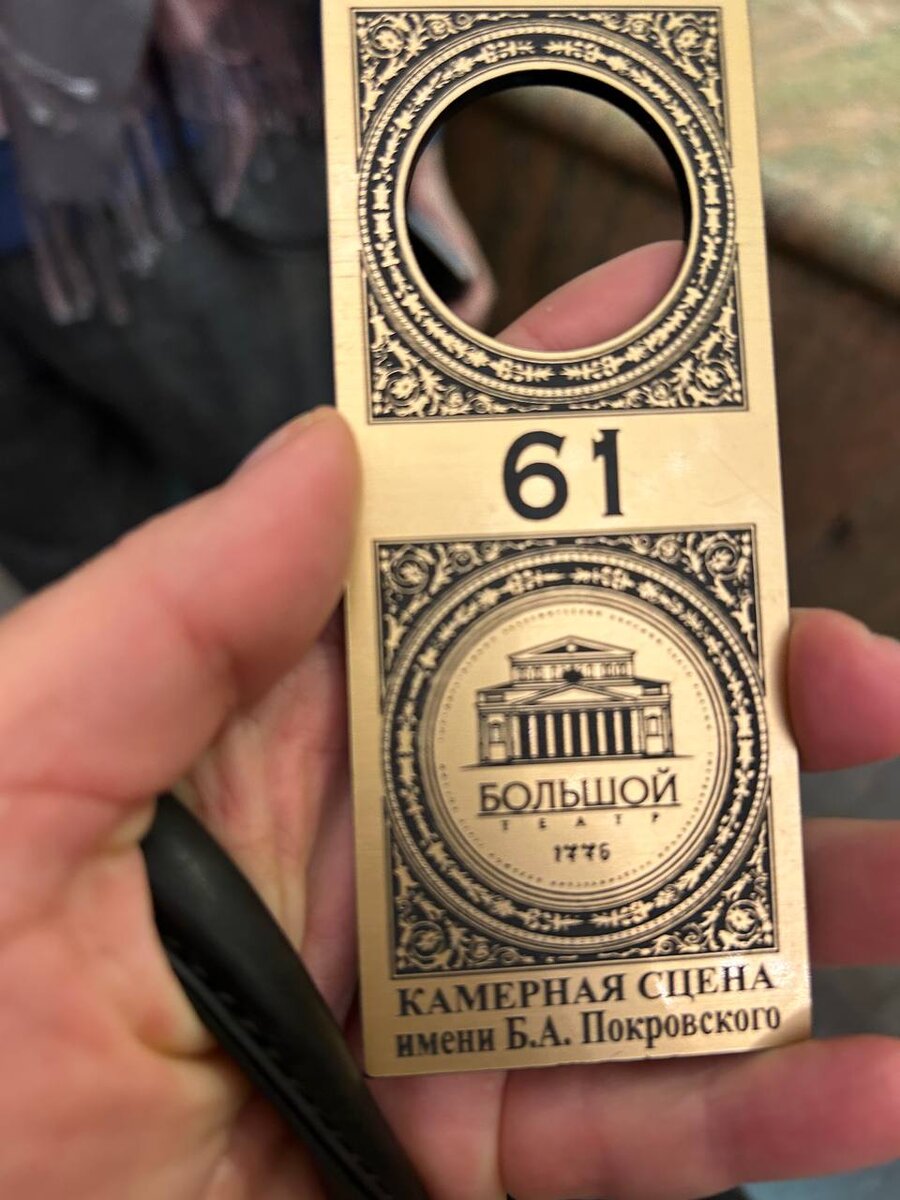 61
БОЛЬШОЙ
ТЕАТР
1776
КАМЕРНАЯ СЦЕНА
имени Б.А. Покровского